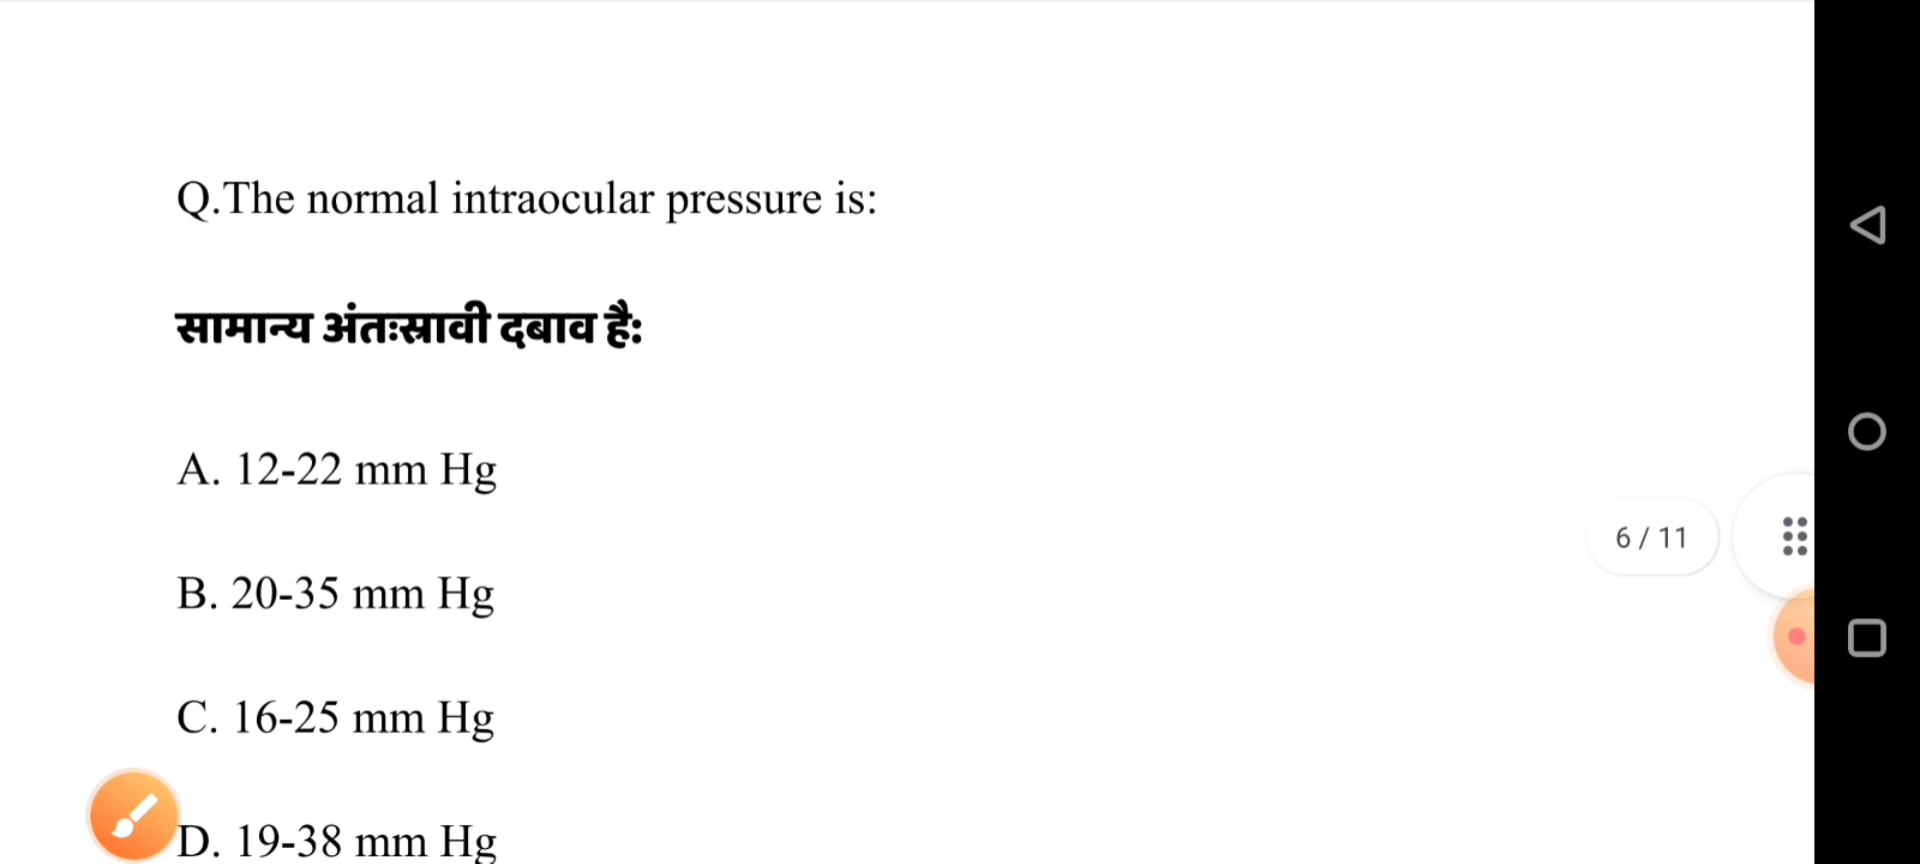 Q.The normal intraocular pressure is:
सामान्य अंतःस्रावी दबाव है:
A. 12-22 mm Hg
B. 20-35 mm Hg
6 / 11
C. 16-25 mm Hg
D. 19-38 mm Hg